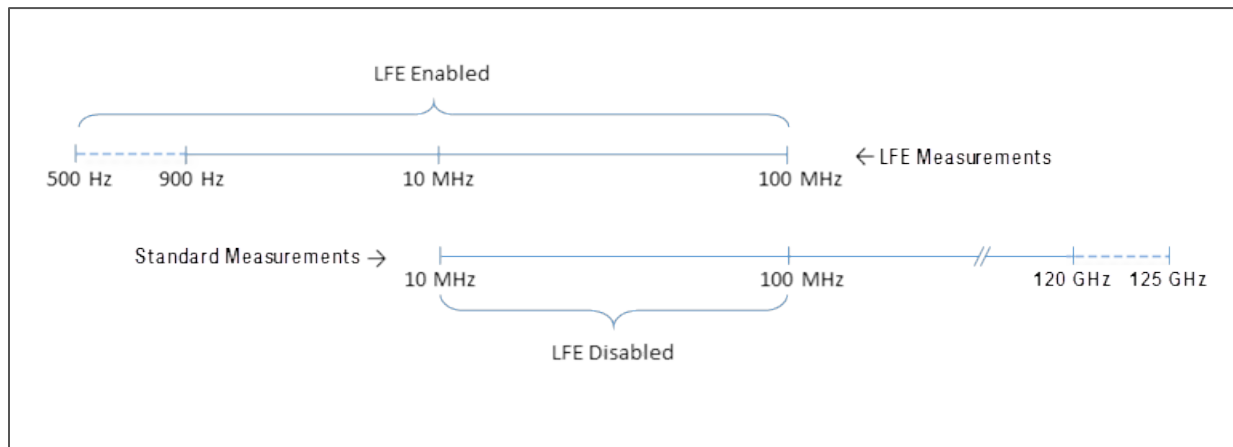 LFE Enabled
← LFE Measurements
500 Hz 900 Hz 10 MHz 100 MHz
Standard Measurements →
10 MHz 100 MHz 120 GHz 125 GHz
LFE Disabled